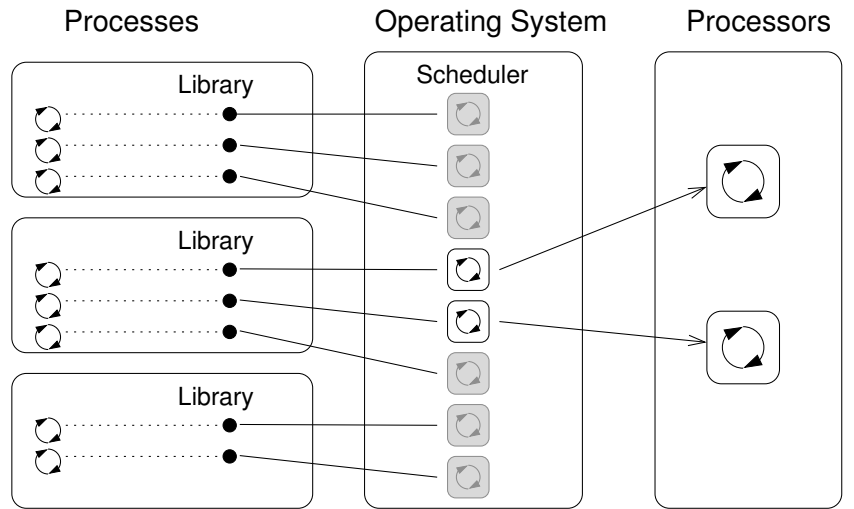 Processes
Operating System
Processors
Library
Scheduler
Library
Library